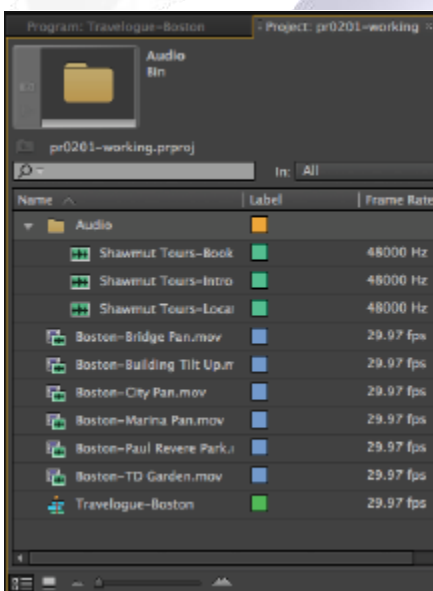 Program: Travelogue-Boston
Project: pr0201-working
Audio
Bin
pr0201-working.prproj
In: All
Name Label Frame Rate
Audio
Shawmut Tours-Book 48000 Hz
Shawmut Tours-Intro 48000 Hz
Shawmut Tours-Locat 48000 Hz
Boston-Bridge Pan.mov 29.97 fps
Boston-Building Tilt Up.m 29.97 fps
Boston-City Pan.mov 29.97 fps
Boston-Marina Pan.mov 29.97 fps
Boston-Paul Revere Park. 29.97 fps
Boston-TD Garden.mov 29.97 fps
Travelogue-Boston 29.97 fps